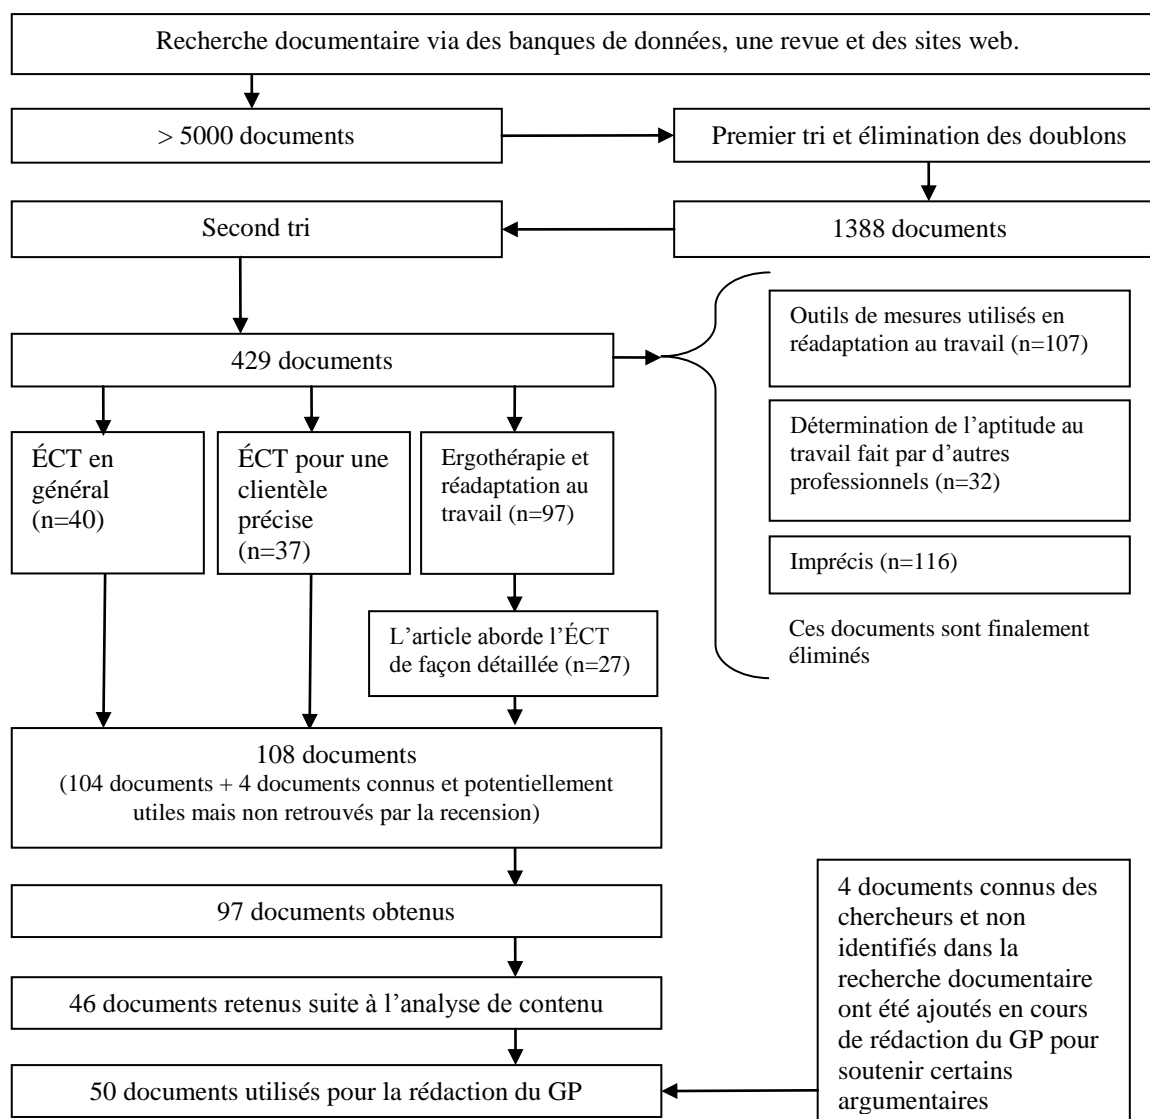 Recherche documentaire via des banques de données, une revue et des sites web.
> 5000 documents
Premier tri et élimination des doublons
Second tri
1388 documents
429 documents
Outils de mesures utilisés en
réadaptation au travail (n=107)
Détermination de l’aptitude au
travail fait par d’autres
professionnels (n=32)
Imprécis (n=116)
Ces documents sont finalement
éliminés
ÉCT en
général
(n=40)
ÉCT pour une
clientèle
précise
(n=37)
Ergothérapie et
réadaptation au
travail (n=97)
L’article aborde l’ÉCT
de façon détaillée (n=27)
108 documents
(104 documents + 4 documents connus et potentiellement
utiles mais non retrouvés par la recension)
97 documents obtenus
46 documents retenus suite à l’analyse de contenu
50 documents utilisés pour la rédaction du GP
4 documents connus des
chercheurs et non
identifiés dans la
recherche documentaire
ont été ajoutés en cours
de rédaction du GP pour
soutenir certains
argumentaires